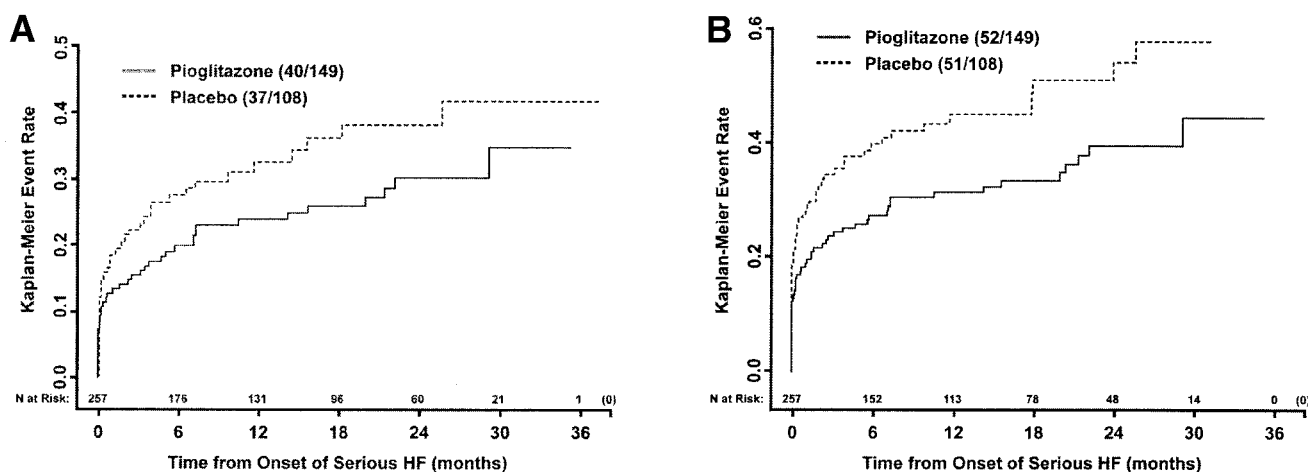 A
Kaplan-Meier Event Rate
0.5
0.4
0.3
0.2
0.1
0.0
Pioglitazone (40/149)
Placebo (37/108)
N at Risk: 257 176 131 96 60 21 1 (0)
0 6 12 18 24 30 36
Time from Onset of Serious HF (months)
B
Kaplan-Meier Event Rate
0.6
0.4
0.2
0.0
Pioglitazone (52/149)
Placebo (51/108)
N at Risk: 257 152 113 78 48 14 0 (0)
0 6 12 18 24 30 36
Time from Onset of Serious HF (months)